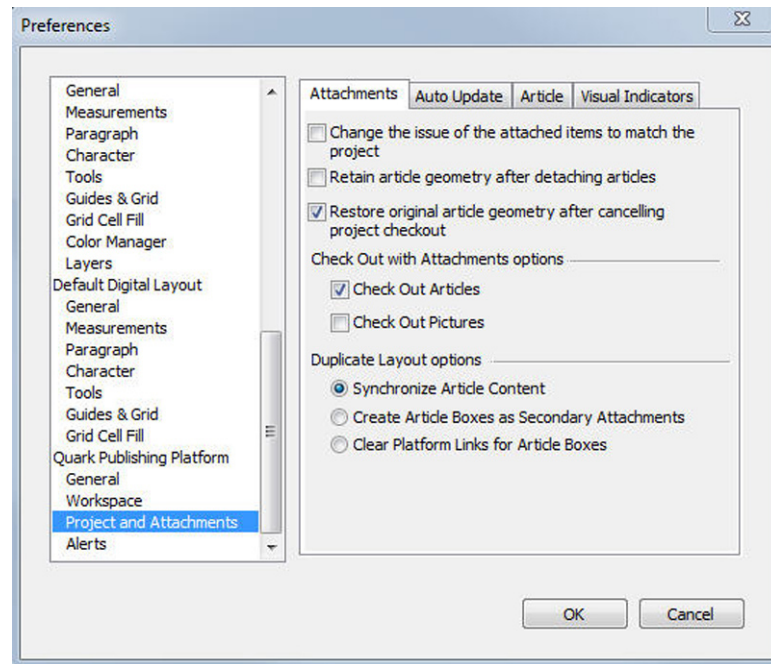 Preferences
General
Measurements
Paragraph
Character
Tools
Guides & Grid
Grid Cell Fill
Color Manager
Layers
Default Digital Layout
General
Measurements
Paragraph
Character
Tools
Guides & Grid
Grid Cell Fill
Quark Publishing Platform
General
Workspace
Project and Attachments
Alerts
Attachments Auto Update Article Visual Indicators
Change the issue of the attached items to match the
project
Retain article geometry after detaching articles
Restore original article geometry after cancelling
project checkout
Check Out with Attachments options
Check Out Articles
Check Out Pictures
Duplicate Layout options
Synchronize Article Content
Create Article Boxes as Secondary Attachments
Clear Platform Links for Article Boxes
OK Cancel